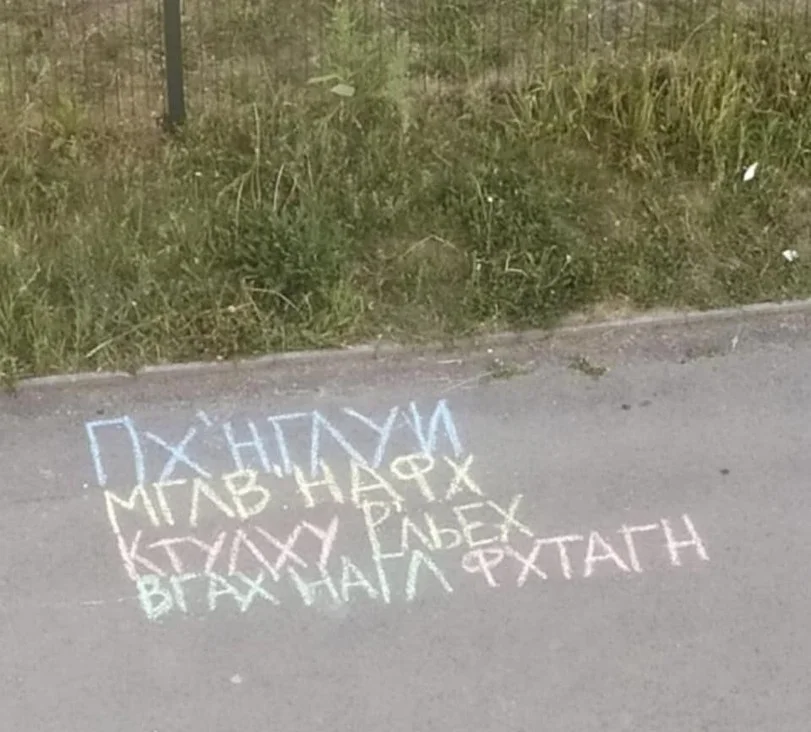 ПХ'НГЛУИ
МГЛВ'НАФХ
КТУЛХУ Р'ЛЬЕХ
ВГАХ'НАГЛ ФХТАГН